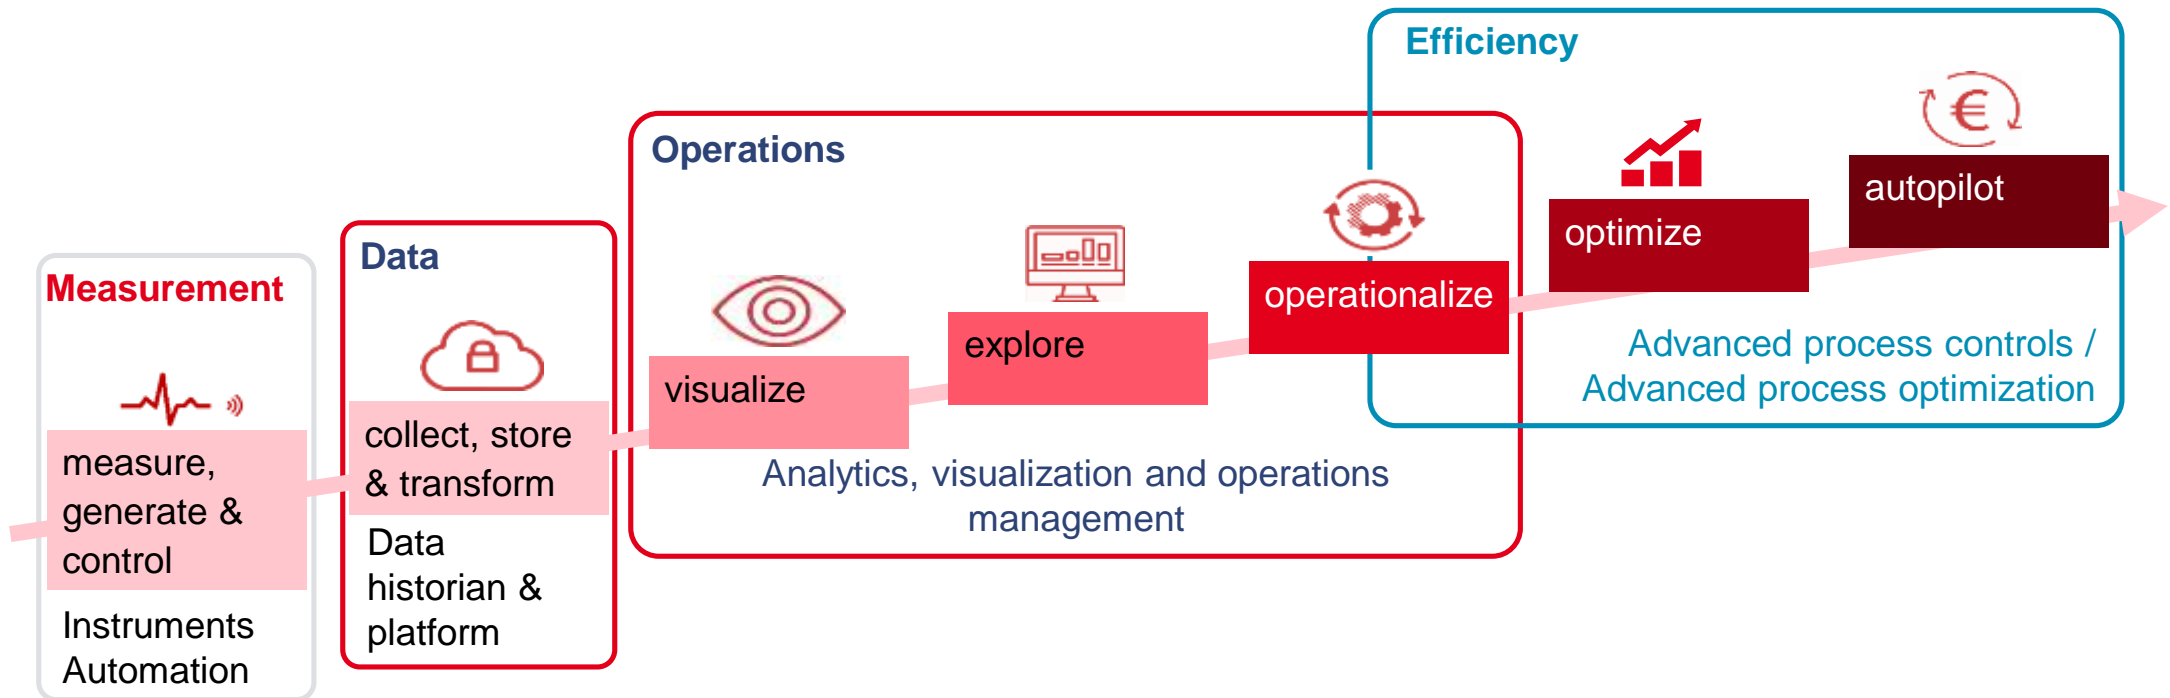 Measurement
measure,
generate &
control
Instruments
Automation
Data
collect, store
& transform
Data
historian &
platform
Operations
visualize
explore
operationalize
Analytics, visualization and operations
management
Efficiency
optimize
autopilot
Advanced process controls /
Advanced process optimization
€